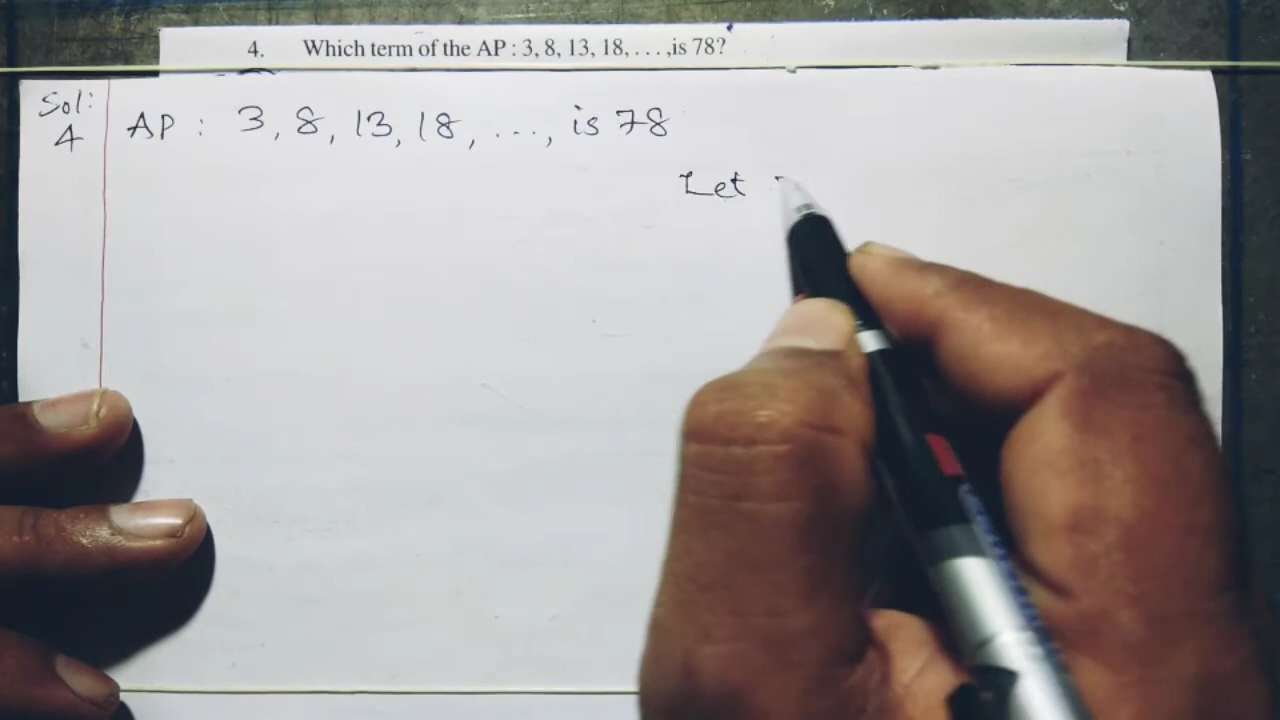 4. Which term of the AP : 3, 8, 13, 18, . . . ,is 78?
Sol:
4
AP : 3, 8, 13, 18, ..., is 78
Let